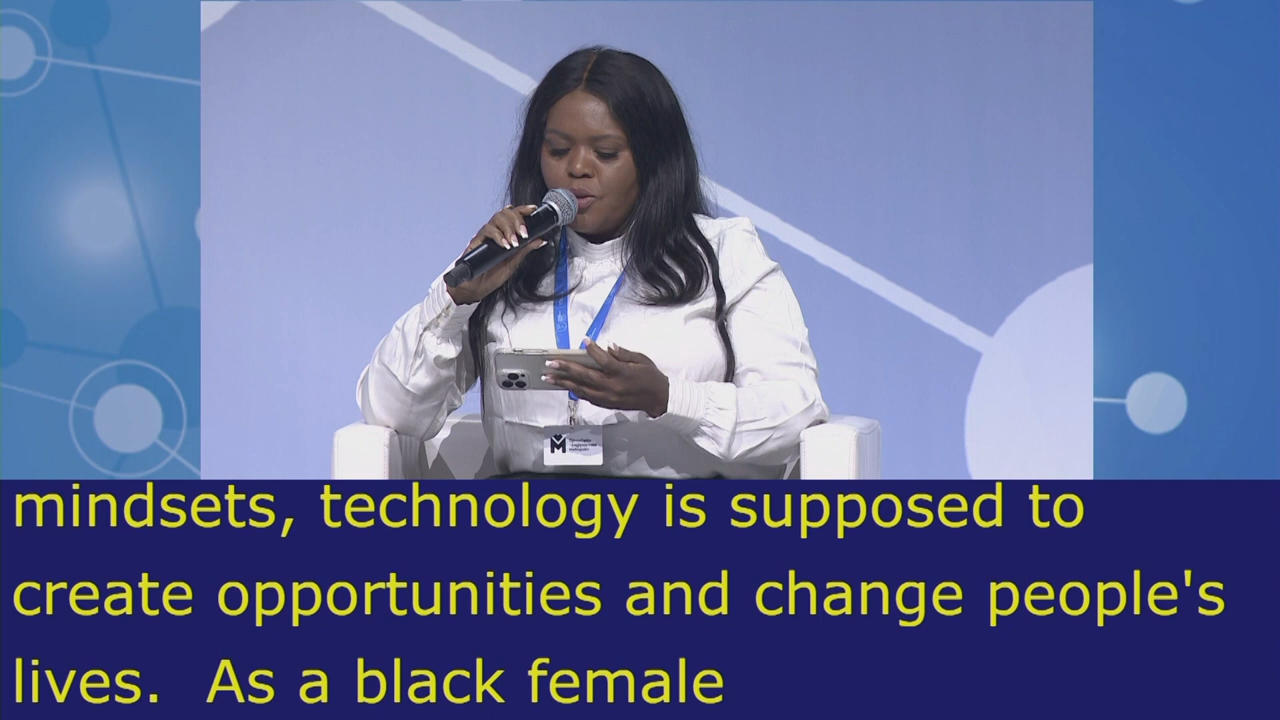 mindsets, technology is supposed to
create opportunities and change people's
lives.  As a black female